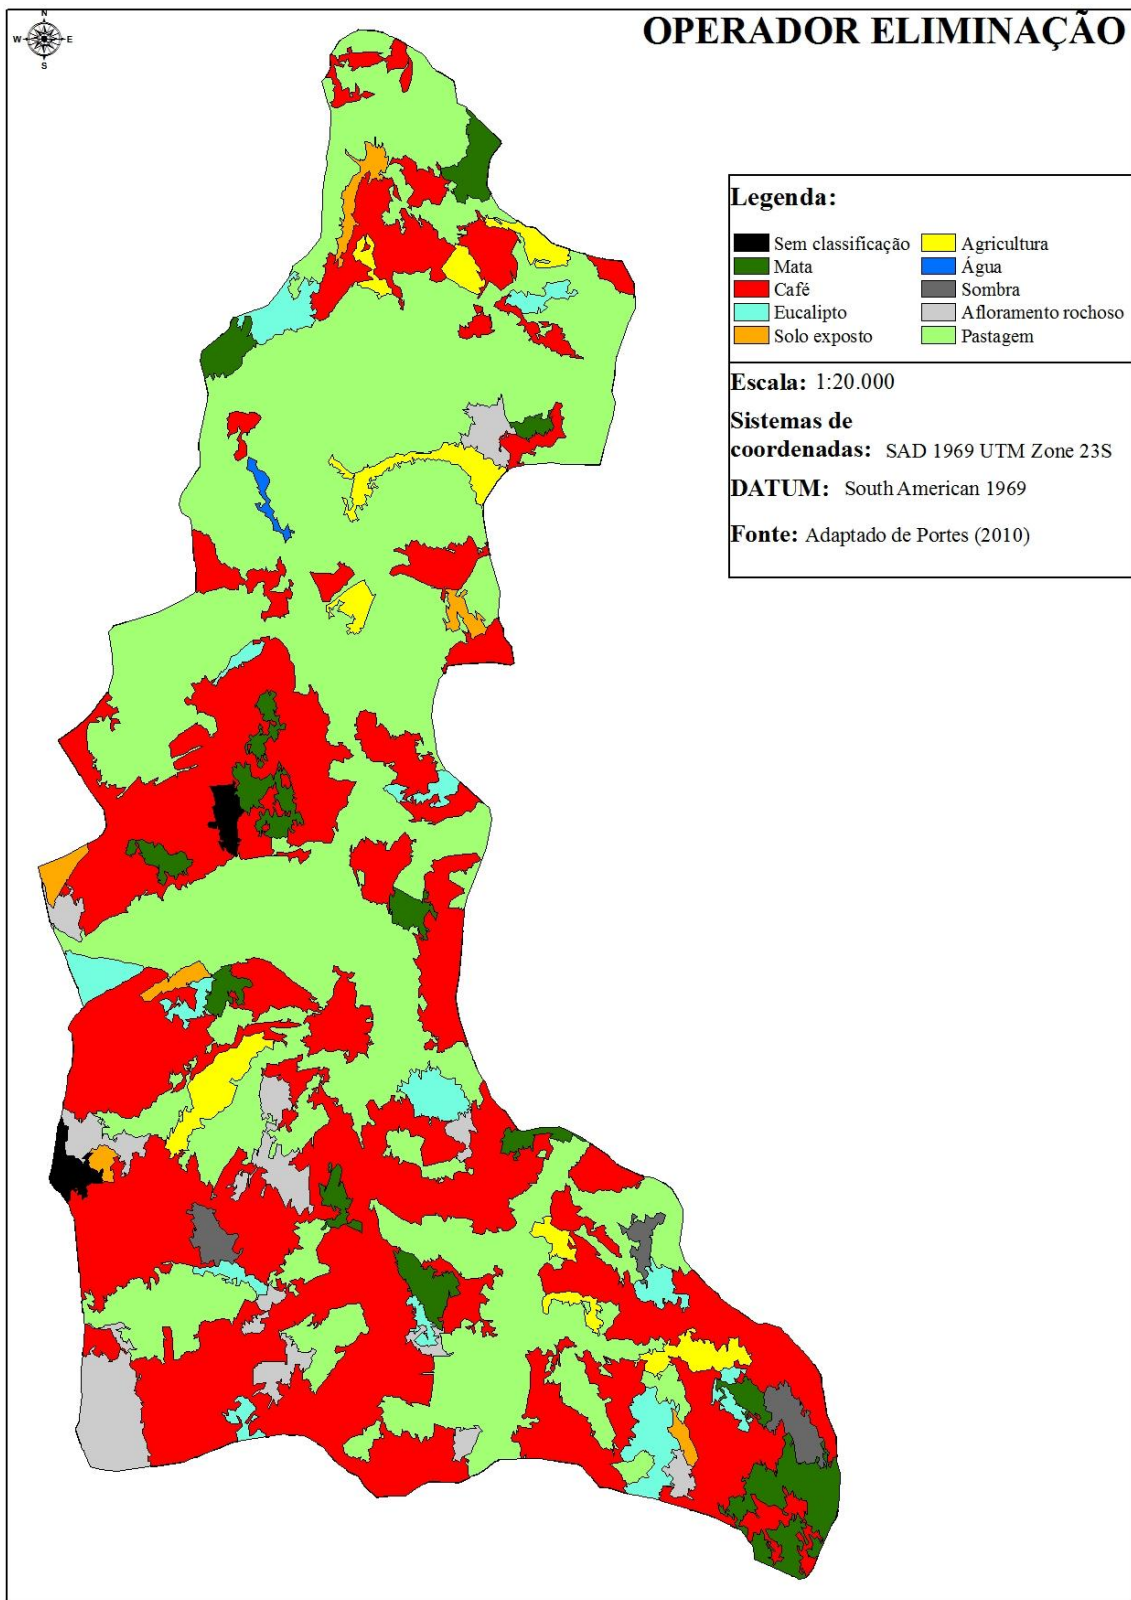 OPERADOR ELIMINAÇÃO
N
W E
S
Legenda:
Sem classificação
Mata
Café
Eucalipto
Solo exposto
Agricultura
Água
Sombra
Afloramento rochoso
Pastagem
Escala: 1:20.000
Sistemas de
coordenadas: SAD 1969 UTM Zone 23S
DATUM: South American 1969
Fonte: Adaptado de Portes (2010)